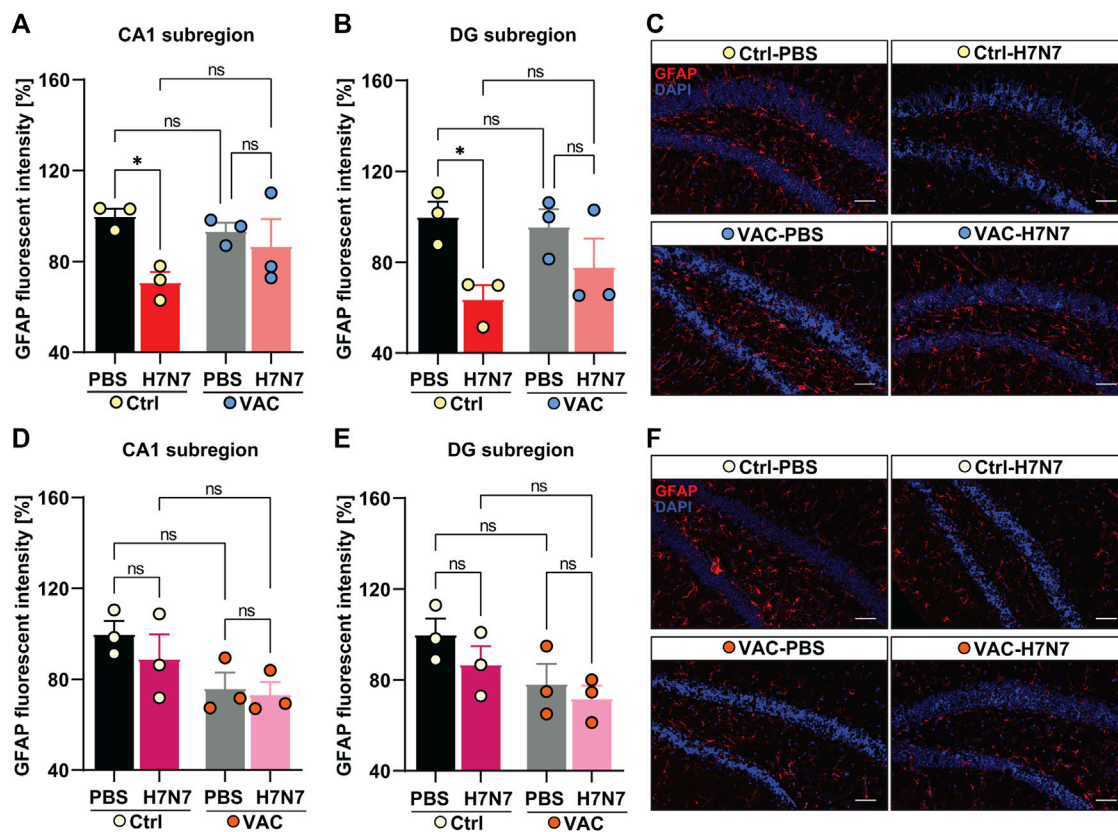 A
CA1 subregion
GFAP fluorescent intensity [%]
160
120
80
40
ns
ns
*
ns
PBS H7N7 PBS H7N7
Ctrl VAC
B
DG subregion
GFAP fluorescent intensity [%]
160
120
80
40
ns
ns
*
ns
PBS H7N7 PBS H7N7
Ctrl VAC
C
Ctrl-PBS
Ctrl-H7N7
GFAP
DAPI
VAC-PBS
VAC-H7N7
D
CA1 subregion
GFAP fluorescent intensity [%]
160
120
80
40
ns
ns
ns
ns
PBS H7N7 PBS H7N7
Ctrl VAC
E
DG subregion
GFAP fluorescent intensity [%]
160
120
80
40
ns
ns
ns
ns
PBS H7N7 PBS H7N7
Ctrl VAC
F
Ctrl-PBS
Ctrl-H7N7
GFAP
DAPI
VAC-PBS
VAC-H7N7